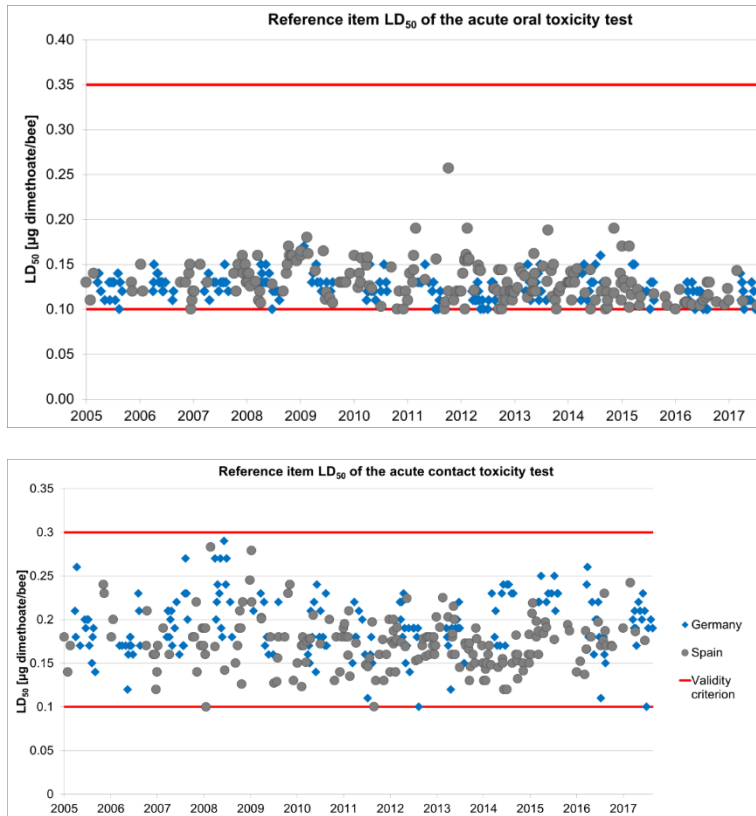 Reference item LD50 of the acute oral toxicity test
LD50 [µg dimethoate/bee]
0.40
0.35
0.30
0.25
0.20
0.15
0.10
0.05
0.00
2005 2006 2007 2008 2009 2010 2011 2012 2013 2014 2015 2016 2017
Reference item LD50 of the acute contact toxicity test
LD50 [µg dimethoate/bee]
0.35
0.3
0.25
0.2
0.15
0.1
0.05
0
2005 2006 2007 2008 2009 2010 2011 2012 2013 2014 2015 2016 2017
Germany
Spain
Validity
criterion